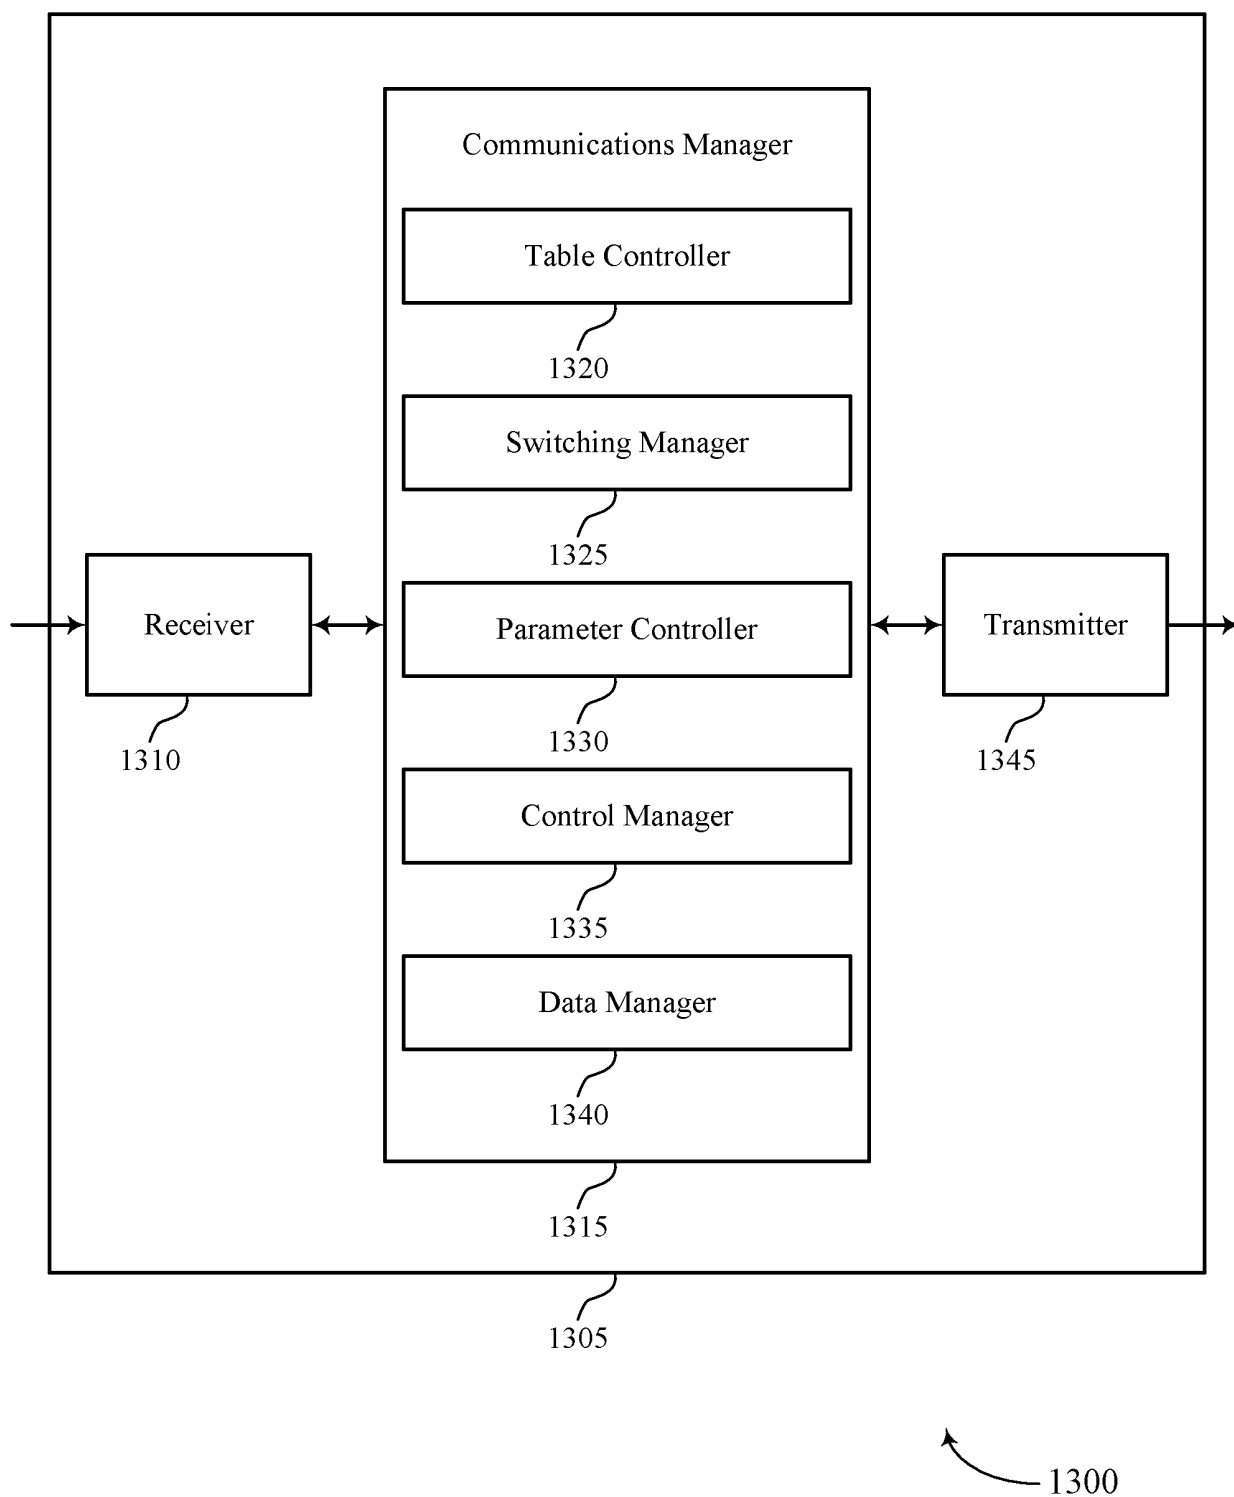 Communications Manager
Table Controller
1320
Switching Manager
1325
Receiver
1310
Parameter Controller
1330
Transmitter
1345
Control Manager
1335
Data Manager
1340
1315
1305
1300